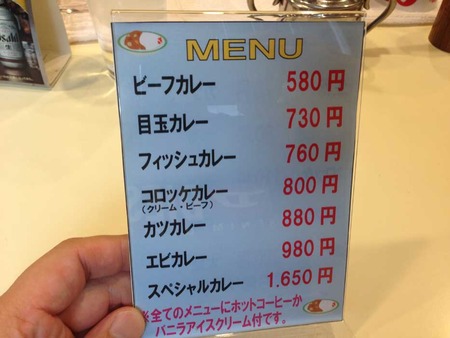 MENU
ビーフカレー 580円
目玉カレー 730円
フィッシュカレー 760円
コロッケカレー 800円
(クリーム・ビーフ)
カツカレー 880円
エビカレー 980円
スペシャルカレー 1.650円
※全てのメニューにホットコーヒーか
バニラアイスクリーム付です。